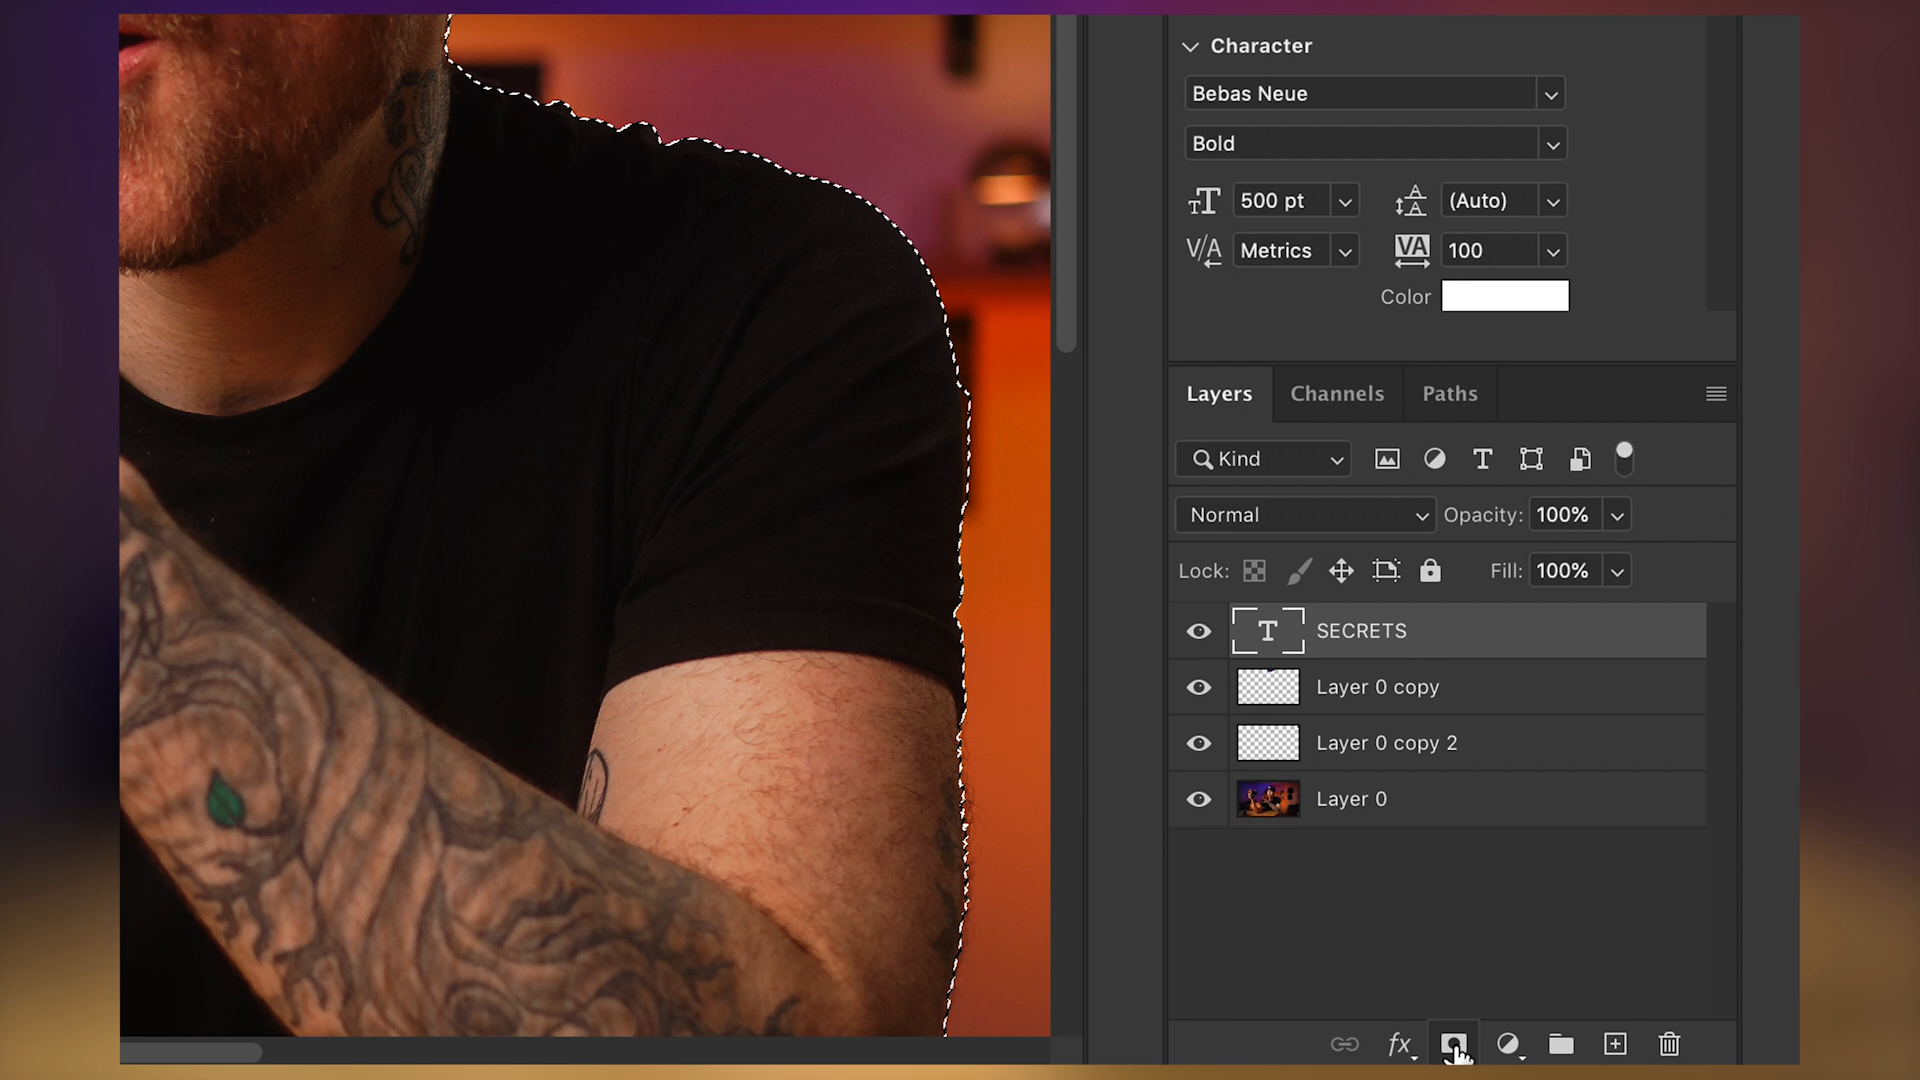 Character
Bebas Neue
Bold
500 pt
(Auto)
Metrics
100
Color
Layers Channels Paths
Kind
Normal Opacity: 100%
Lock: Fill: 100%
T SECRETS
Layer 0 copy
Layer 0 copy 2
Layer 0
fx